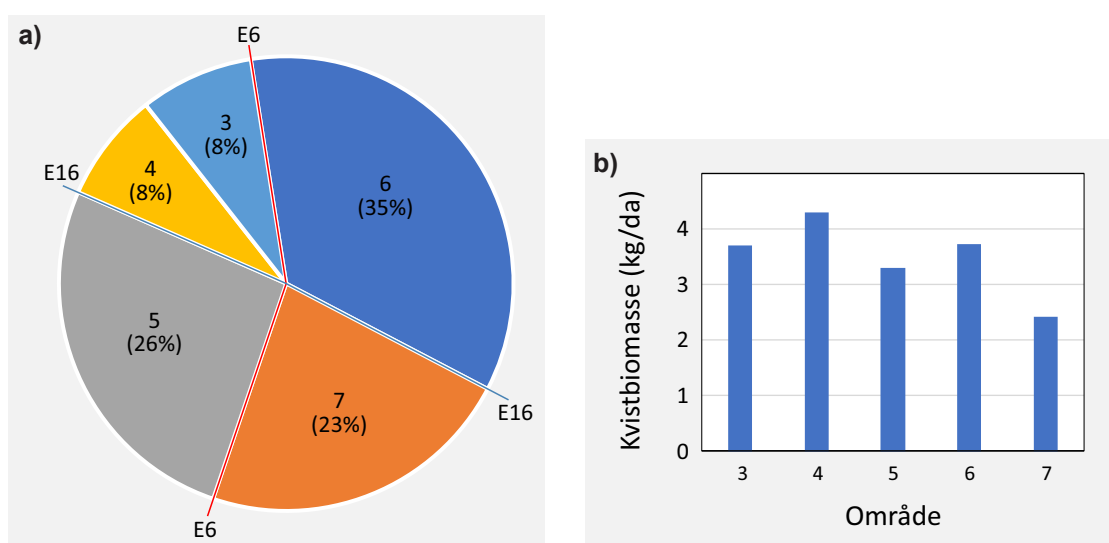 a)
E6
3
(8%)
4
(8%)
E16
6
(35%)
5
(26%)
7
(23%)
E16
E6
b)
Kvistbiomasse (kg/da)
4
3
2
1
0
3 4 5 6 7
Område